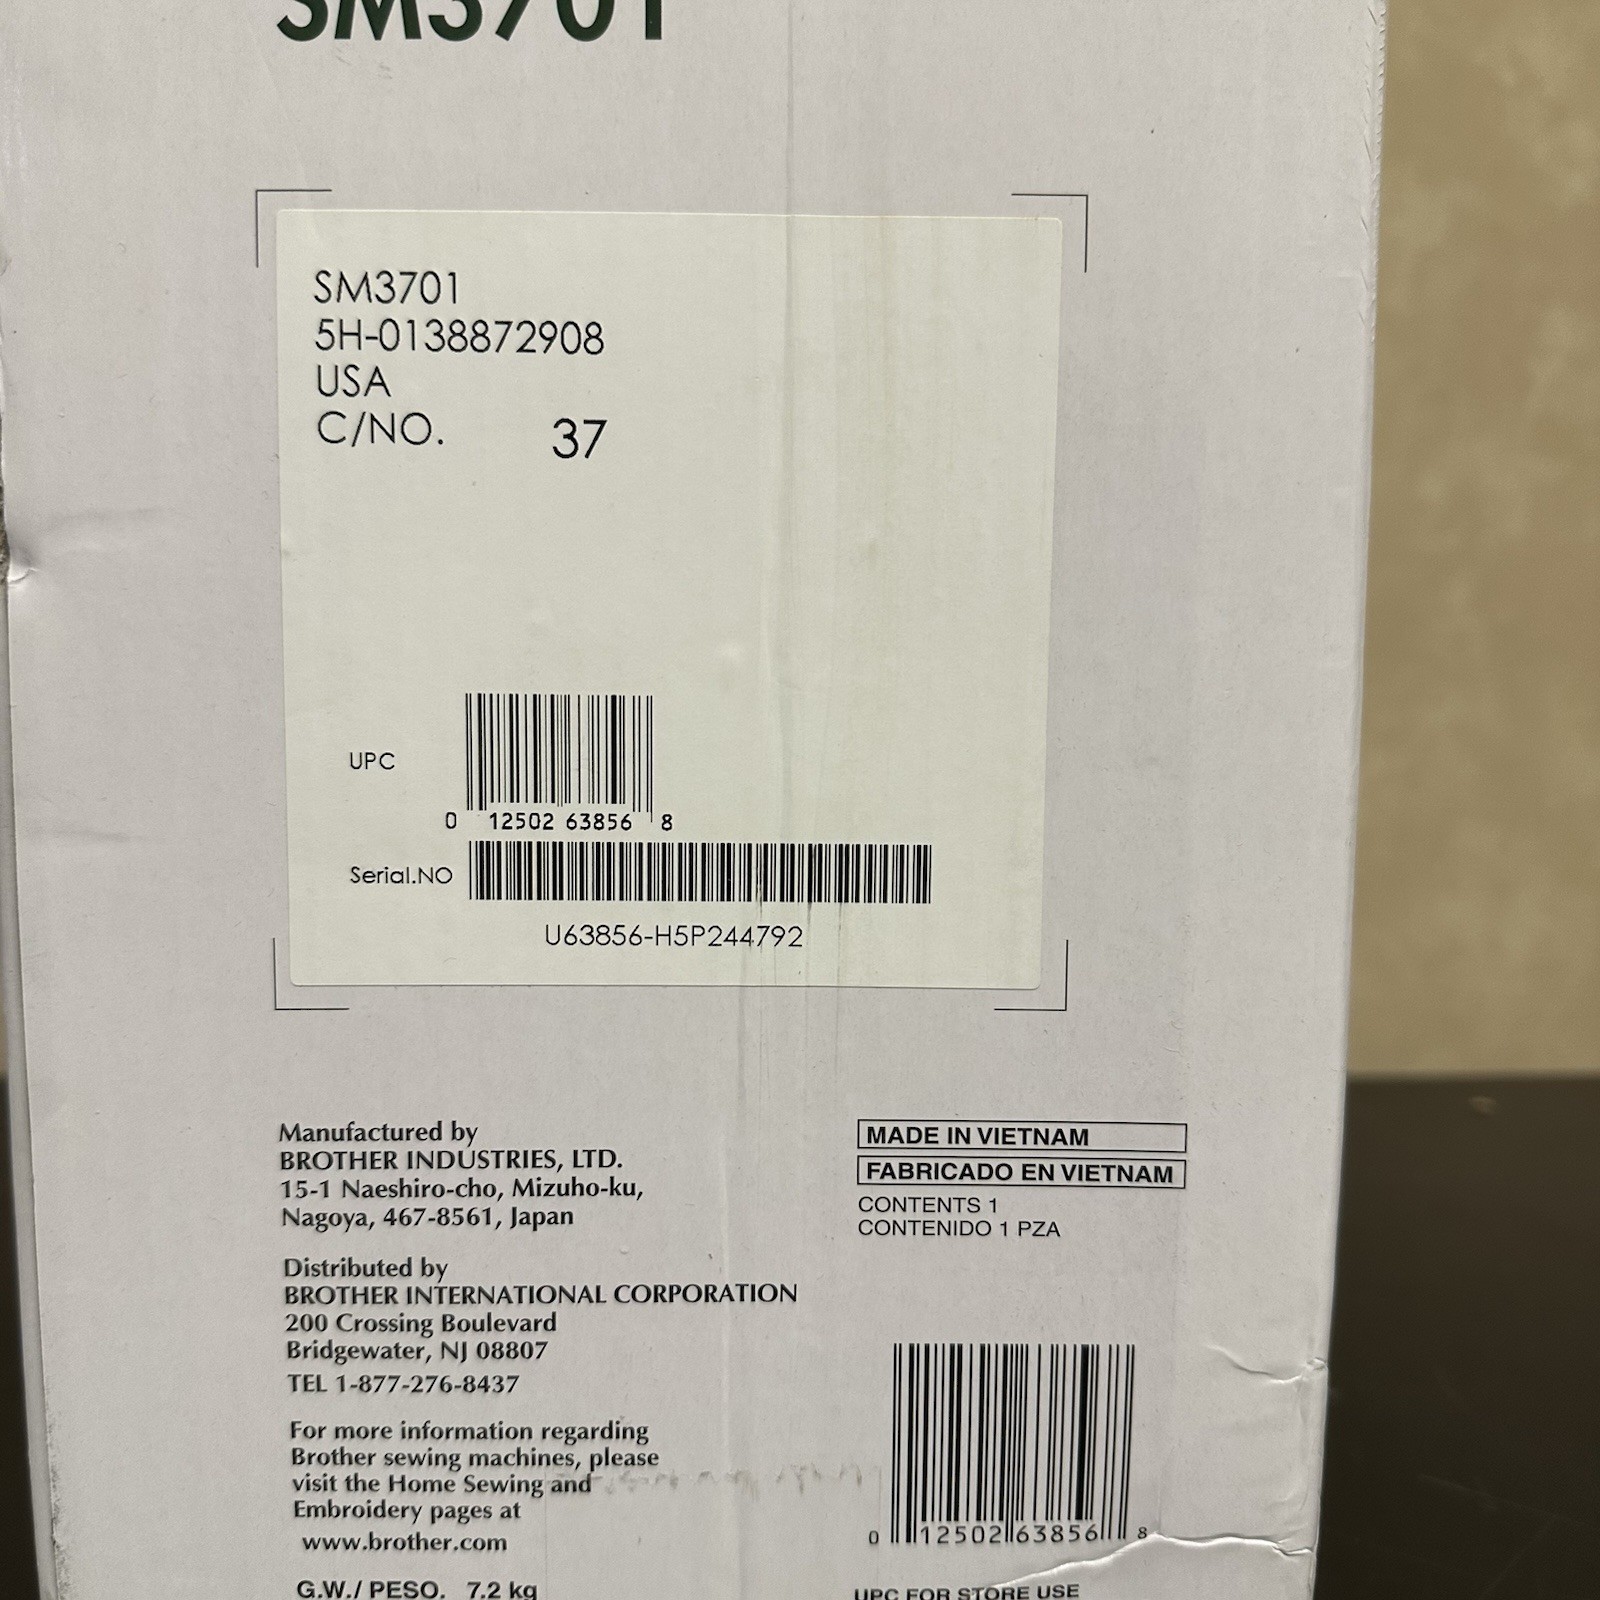 SM3701
SM3701
5H-0138872908
USA
C/NO. 37
UPC
0 12502 63856 8
Serial.NO
U63856-H5P244792
Manufactured by
BROTHER INDUSTRIES, LTD.
15-1 Naeshiro-cho, Mizuho-ku,
Nagoya, 467-8561, Japan
Distributed by
BROTHER INTERNATIONAL CORPORATION
200 Crossing Boulevard
Bridgewater, NJ 08807
TEL 1-877-276-8437
For more information regarding
Brother sewing machines, please
visit the Home Sewing and
Embroidery pages at
www.brother.com
G.W./ PESO. 7.2 kg
MADE IN VIETNAM
FABRICADO EN VIETNAM
CONTENTS 1
CONTENIDO 1 PZA
0 12502 63856 8
UPC FOR STORE USE